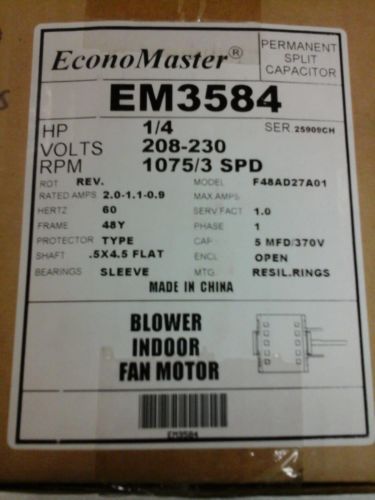 EconoMaster®
PERMANENT
SPLIT
CAPACITOR
EM3584
HP 1/4 SER. 25909CH
VOLTS 208-230
RPM 1075/3 SPD
ROT REV. MODEL F48AD27A01
RATED AMPS 2.0-1.1-0.9 MAX AMPS
HERTZ 60 SERV FACT 1.0
FRAME 48Y PHASE 1
PROTECTOR TYPE CAP 5 MFD/370V
SHAFT .5X4.5 FLAT ENCL OPEN
BEARINGS SLEEVE MTG. RESIL.RINGS
MADE IN CHINA
BLOWER
INDOOR
FAN MOTOR
EM3584